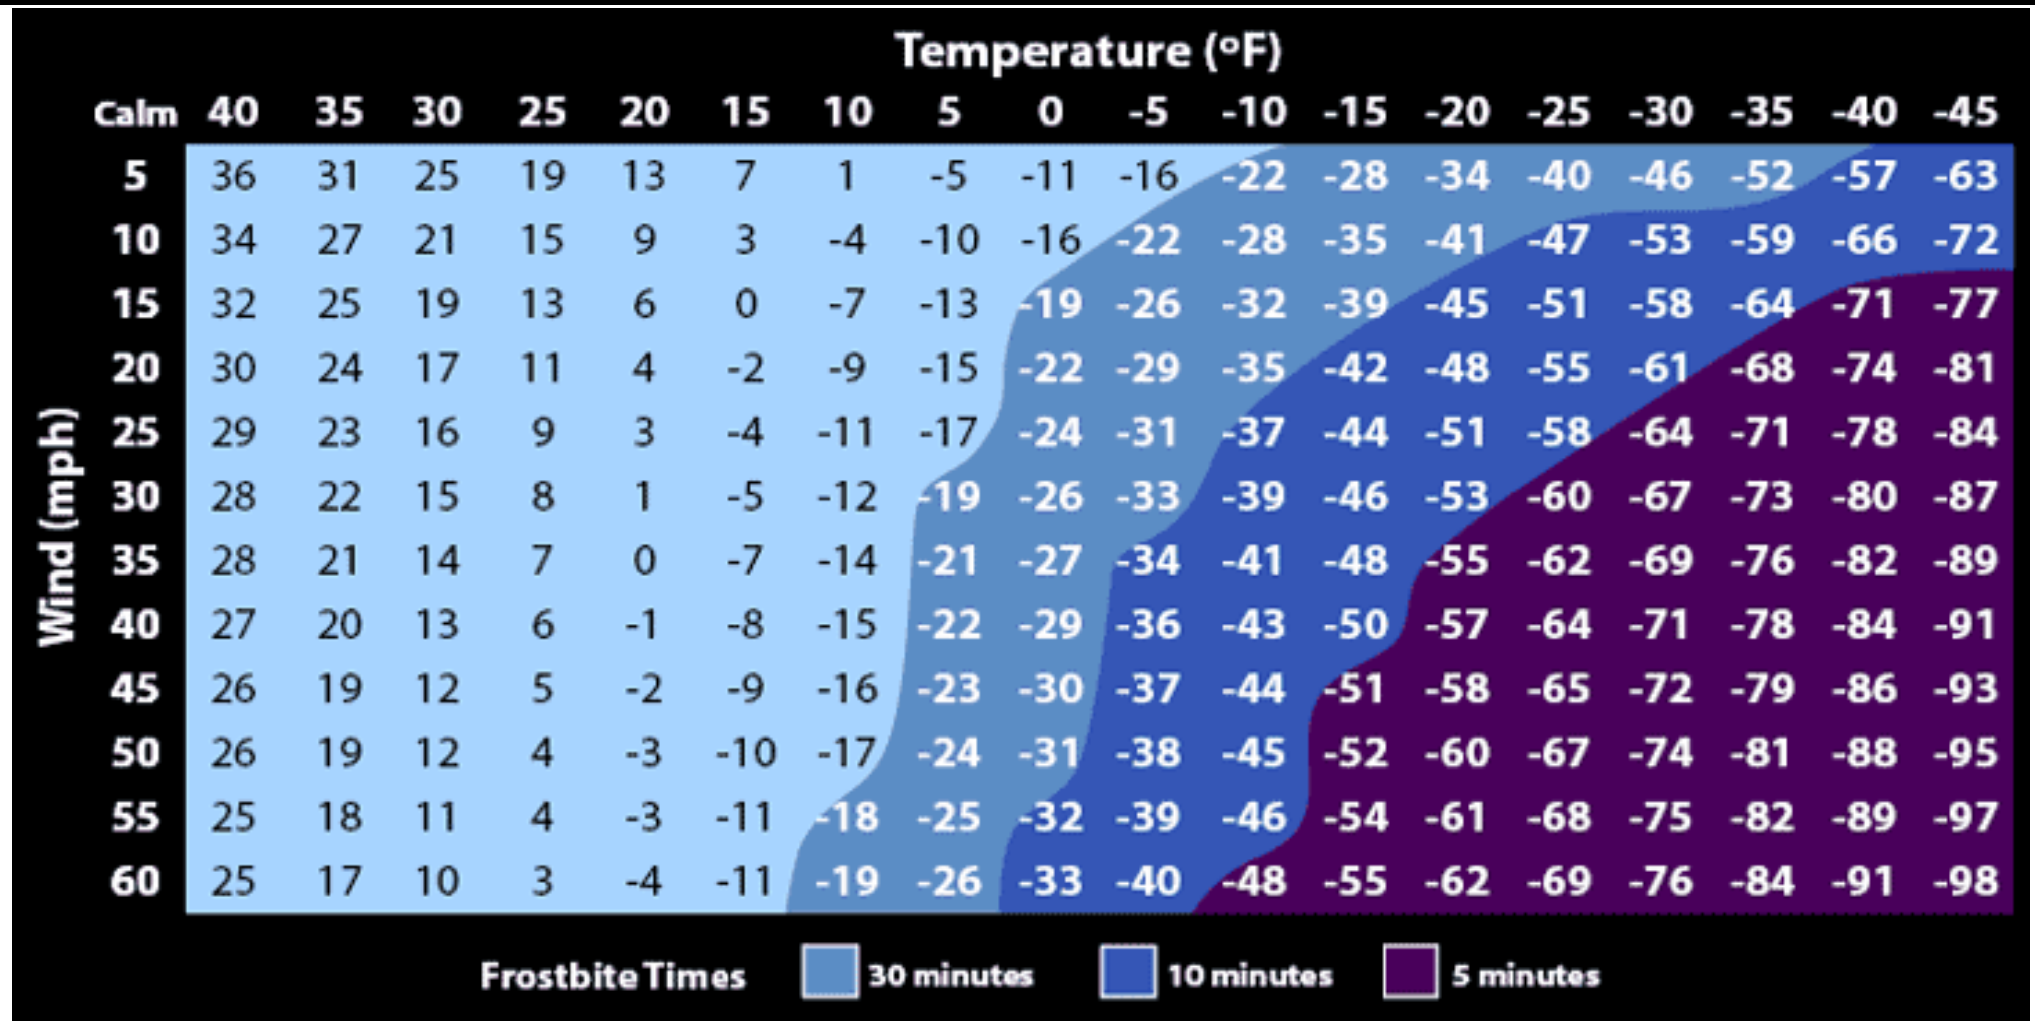 Temperature (ºF)
Calm 40 35 30 25 20 15 10 5 0 -5 -10 -15 -20 -25 -30 -35 -40 -45
5 36 31 25 19 13 7 1 -5 -11 -16 -22 -28 -34 -40 -46 -52 -57 -63
10 34 27 21 15 9 3 -4 -10 -16 -22 -28 -35 -41 -47 -53 -59 -66 -72
15 32 25 19 13 6 0 -7 -13 -19 -26 -32 -39 -45 -51 -58 -64 -71 -77
20 30 24 17 11 4 -2 -9 -15 -22 -29 -35 -42 -48 -55 -61 -68 -74 -81
25 29 23 16 9 3 -4 -11 -17 -24 -31 -37 -44 -51 -58 -64 -71 -78 -84
30 28 22 15 8 1 -5 -12 -19 -26 -33 -39 -46 -53 -60 -67 -73 -80 -87
35 28 21 14 7 0 -7 -14 -21 -27 -34 -41 -48 -55 -62 -69 -76 -82 -89
40 27 20 13 6 -1 -8 -15 -22 -29 -36 -43 -50 -57 -64 -71 -78 -84 -91
45 26 19 12 5 -2 -9 -16 -23 -30 -37 -44 -51 -58 -65 -72 -79 -86 -93
50 26 19 12 4 -3 -10 -17 -24 -31 -38 -45 -52 -60 -67 -74 -81 -88 -95
55 25 18 11 4 -3 -11 -18 -25 -32 -39 -46 -54 -61 -68 -75 -82 -89 -97
60 25 17 10 3 -4 -11 -19 -26 -33 -40 -48 -55 -62 -69 -76 -84 -91 -98
Wind (mph)
Frostbite Times 30 minutes 10 minutes 5 minutes